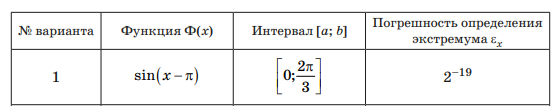 № варианта Функция Ф(x) Интервал [a; b] Погрешность определения
экстремума εₓ
1 sin(x – π) [0; 2π/3] 2⁻¹⁹